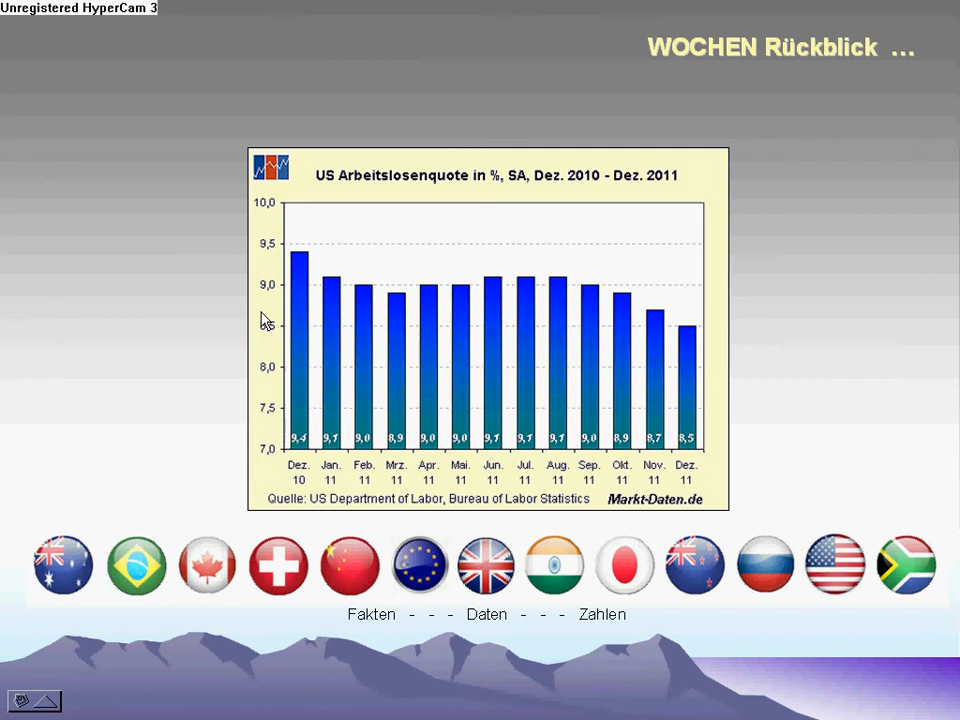 Unregistered HyperCam 3
WOCHEN Rückblick ...
US Arbeitslosenquote in %, SA, Dez. 2010 - Dez. 2011
10,0
9,5
9,0
8,5
8,0
7,5
7,0
9,4 9,1 9,0 8,9 9,0 9,0 9,1 9,1 9,1 9,0 8,9 8,7 8,5
Dez. Jan. Feb. Mrz. Apr. Mai. Jun. Jul. Aug. Sep. Okt. Nov. Dez.
10 11 11 11 11 11 11 11 11 11 11 11 11
Quelle: US Department of Labor, Bureau of Labor Statistics Markt-Daten.de
Fakten - - - Daten - - - Zahlen